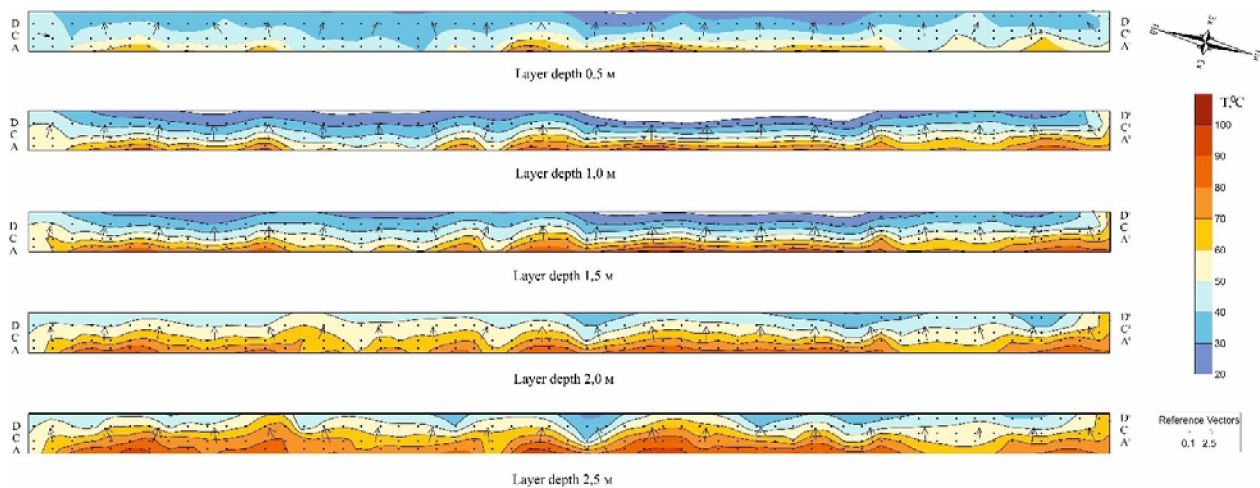 D
C
A
D'
C'
A'
Layer depth 0,5 м
D
C
A
D'
C'
A'
Layer depth 1,0 м
D
C
A
D'
C
A'
Layer depth 1,5 м
D
C
A
D'
C'
A'
Layer depth 2,0 м
D
C
A
D'
C
A'
Layer depth 2,5 м
T,⁰C
100
90
80
70
60
50
40
30
20
Reference Vectors
0.1 2.5